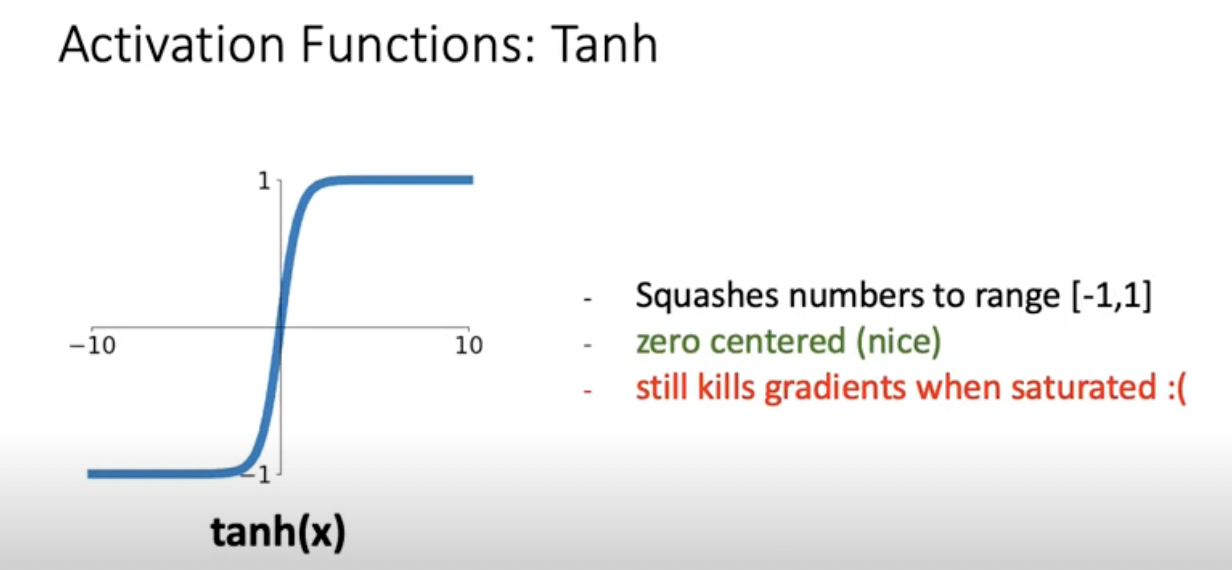 Activation Functions: Tanh
1
−10
10
−1
tanh(x)
- Squashes numbers to range [-1,1]
- zero centered (nice)
- still kills gradients when saturated :(